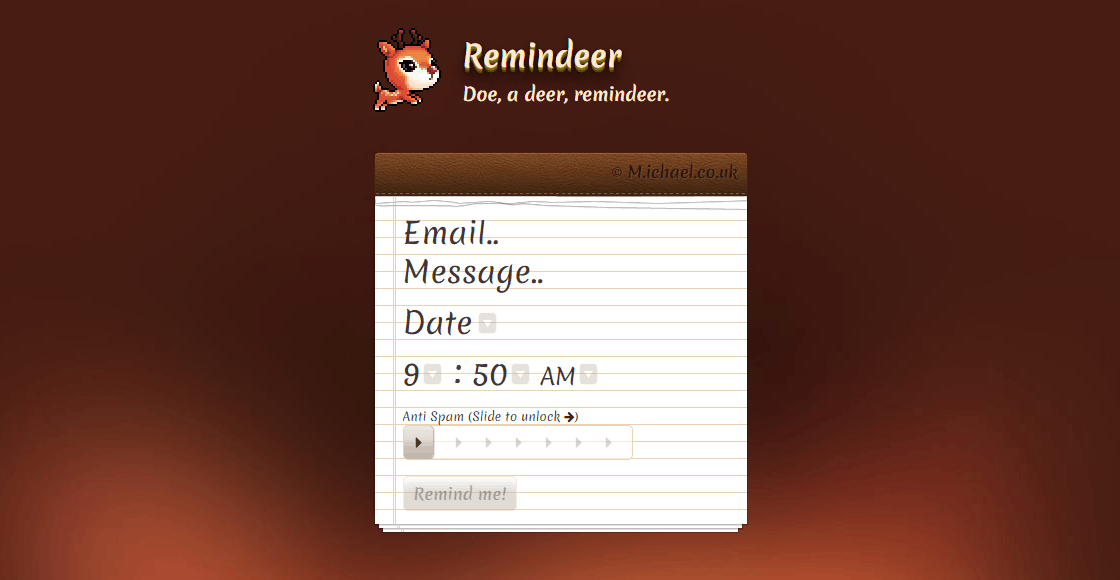 Remindeer
Doe, a deer, remindeer.
© M.ichael.co.uk
Email..
Message..
Date
9 : 50 AM
Anti Spam (Slide to unlock →)
Remind me!